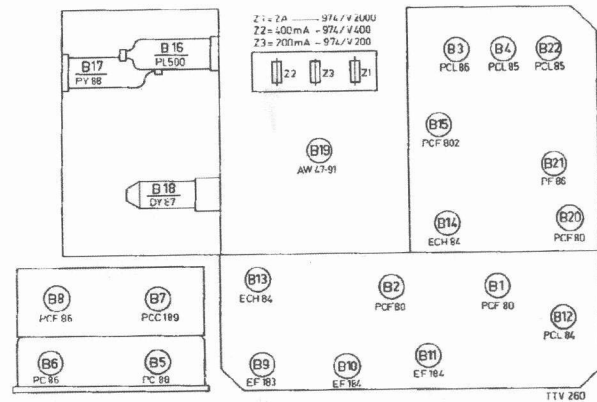 Z1 = 2A — 974/V2000
Z2 = 400mA - 974/V400
Z3 = 200mA - 974/V200
Z2 Z3 Z1
B16
PL500
B17
PY 88
B18
DY 87
B19
AW 47-91
B3
PCL 86
B4
PCL 85
B22
PCL 85
B15
PCF 802
B21
PF 86
B14
ECH 84
B20
PCF 80
B8
PCF 86
B7
PCC 189
B6
PC 86
B5
PC 88
B13
ECH 84
B2
PCF 80
B1
PCF 80
B12
PCL 84
B9
EF 183
B10
EF 184
B11
EF 184
TTV 260